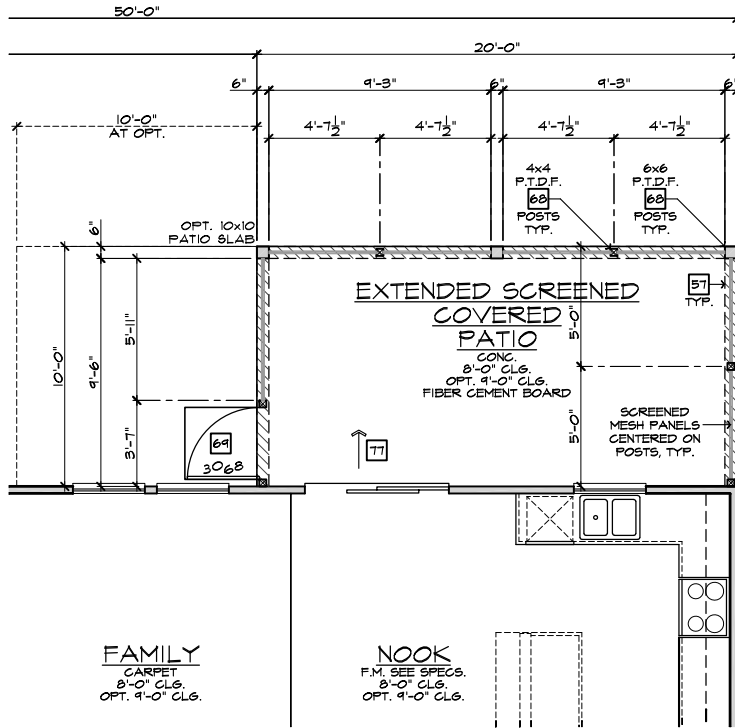 50'-0"
20'-0"
6"
9'-3"
6"
9'-3"
6"
10'-0"
AT OPT.
4'-7½"
4'-7½"
4'-7½"
4'-7½"
4x4
P.T.D.F.
68
POSTS
TYP.
6x6
P.T.D.F.
68
POSTS
TYP.
OPT. 10x10
PATIO SLAB
6"
10'-0"
9'-6"
5'-11"
3'-7"
EXTENDED SCREENED
COVERED
PATIO
CONC.
8'-0" CLG.
OPT. 9'-0" CLG.
FIBER CEMENT BOARD
5'-0"
5'-0"
57
TYP.
SCREENED
MESH PANELS
CENTERED ON
POSTS, TYP.
69
3068
77
FAMILY
CARPET
8'-0" CLG.
OPT. 9'-0" CLG.
NOOK
F.M. SEE SPECS.
8'-0" CLG.
OPT. 9'-0" CLG.